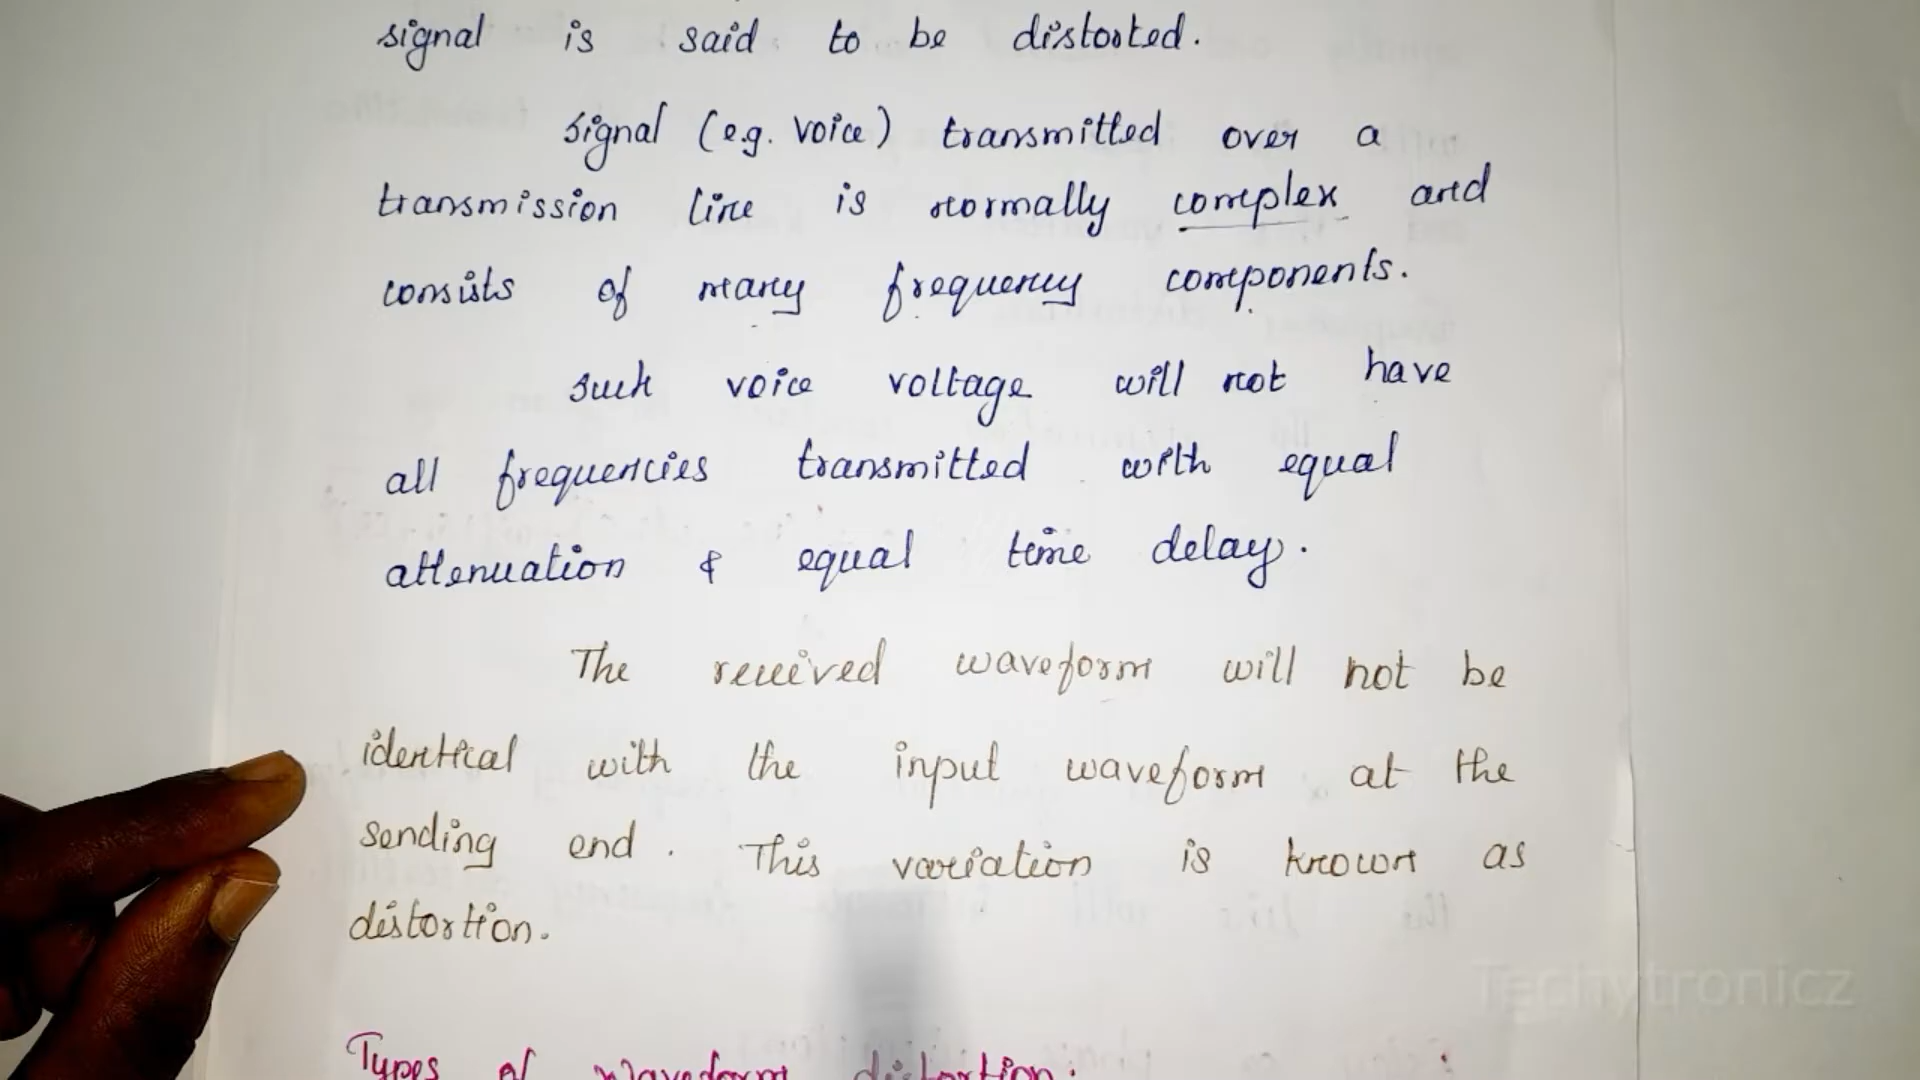 signal is said to be distorted.
signal (e.g. voice) transmitted over a
transmission line is normally complex and
consists of many frequency components.
such voice voltage will not have
all frequencies transmitted with equal
attenuation & equal time delay.
The received waveform will not be
identical with the input waveform at the
sending end. This variation is known as
distortion.
Techytronicz
Types of waveform distortion: